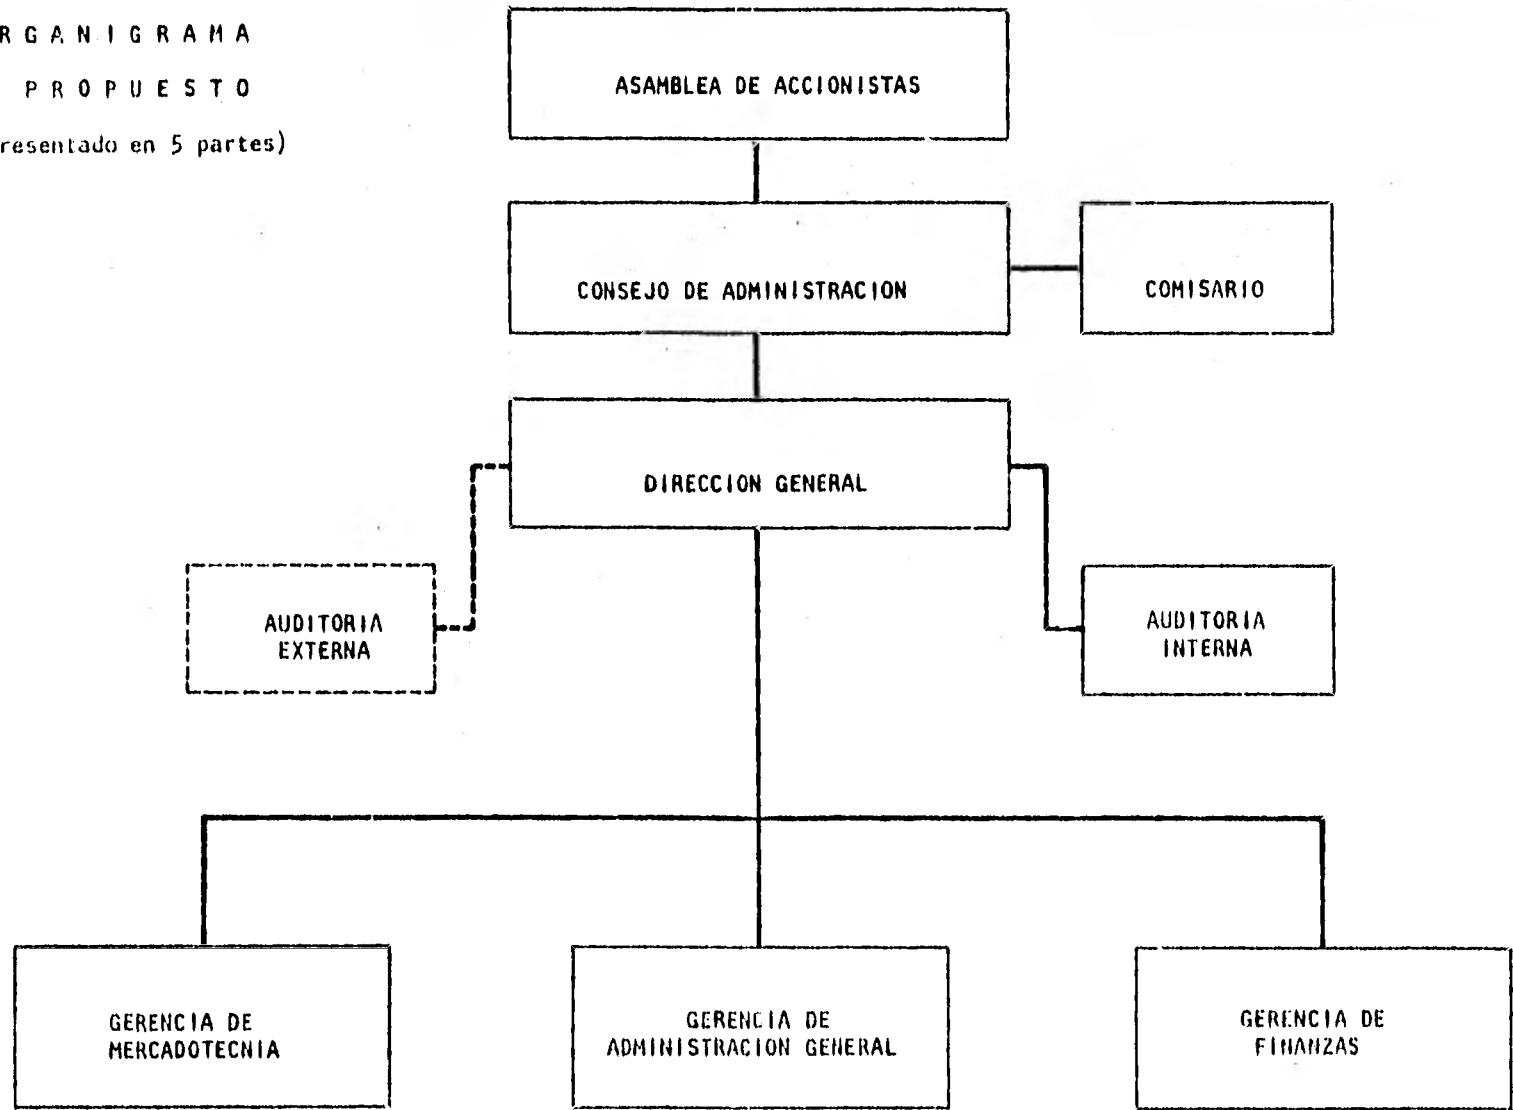 RGANIGRAMA
PROPUESTO
resentado en 5 partes)
ASAMBLEA DE ACCIONISTAS
CONSEJO DE ADMINISTRACION
COMISARIO
DIRECCION GENERAL
AUDITORIA
EXTERNA
AUDITORIA
INTERNA
GERENCIA DE
MERCADOTECNIA
GERENCIA DE
ADMINISTRACION GENERAL
GERENCIA DE
FINANZAS